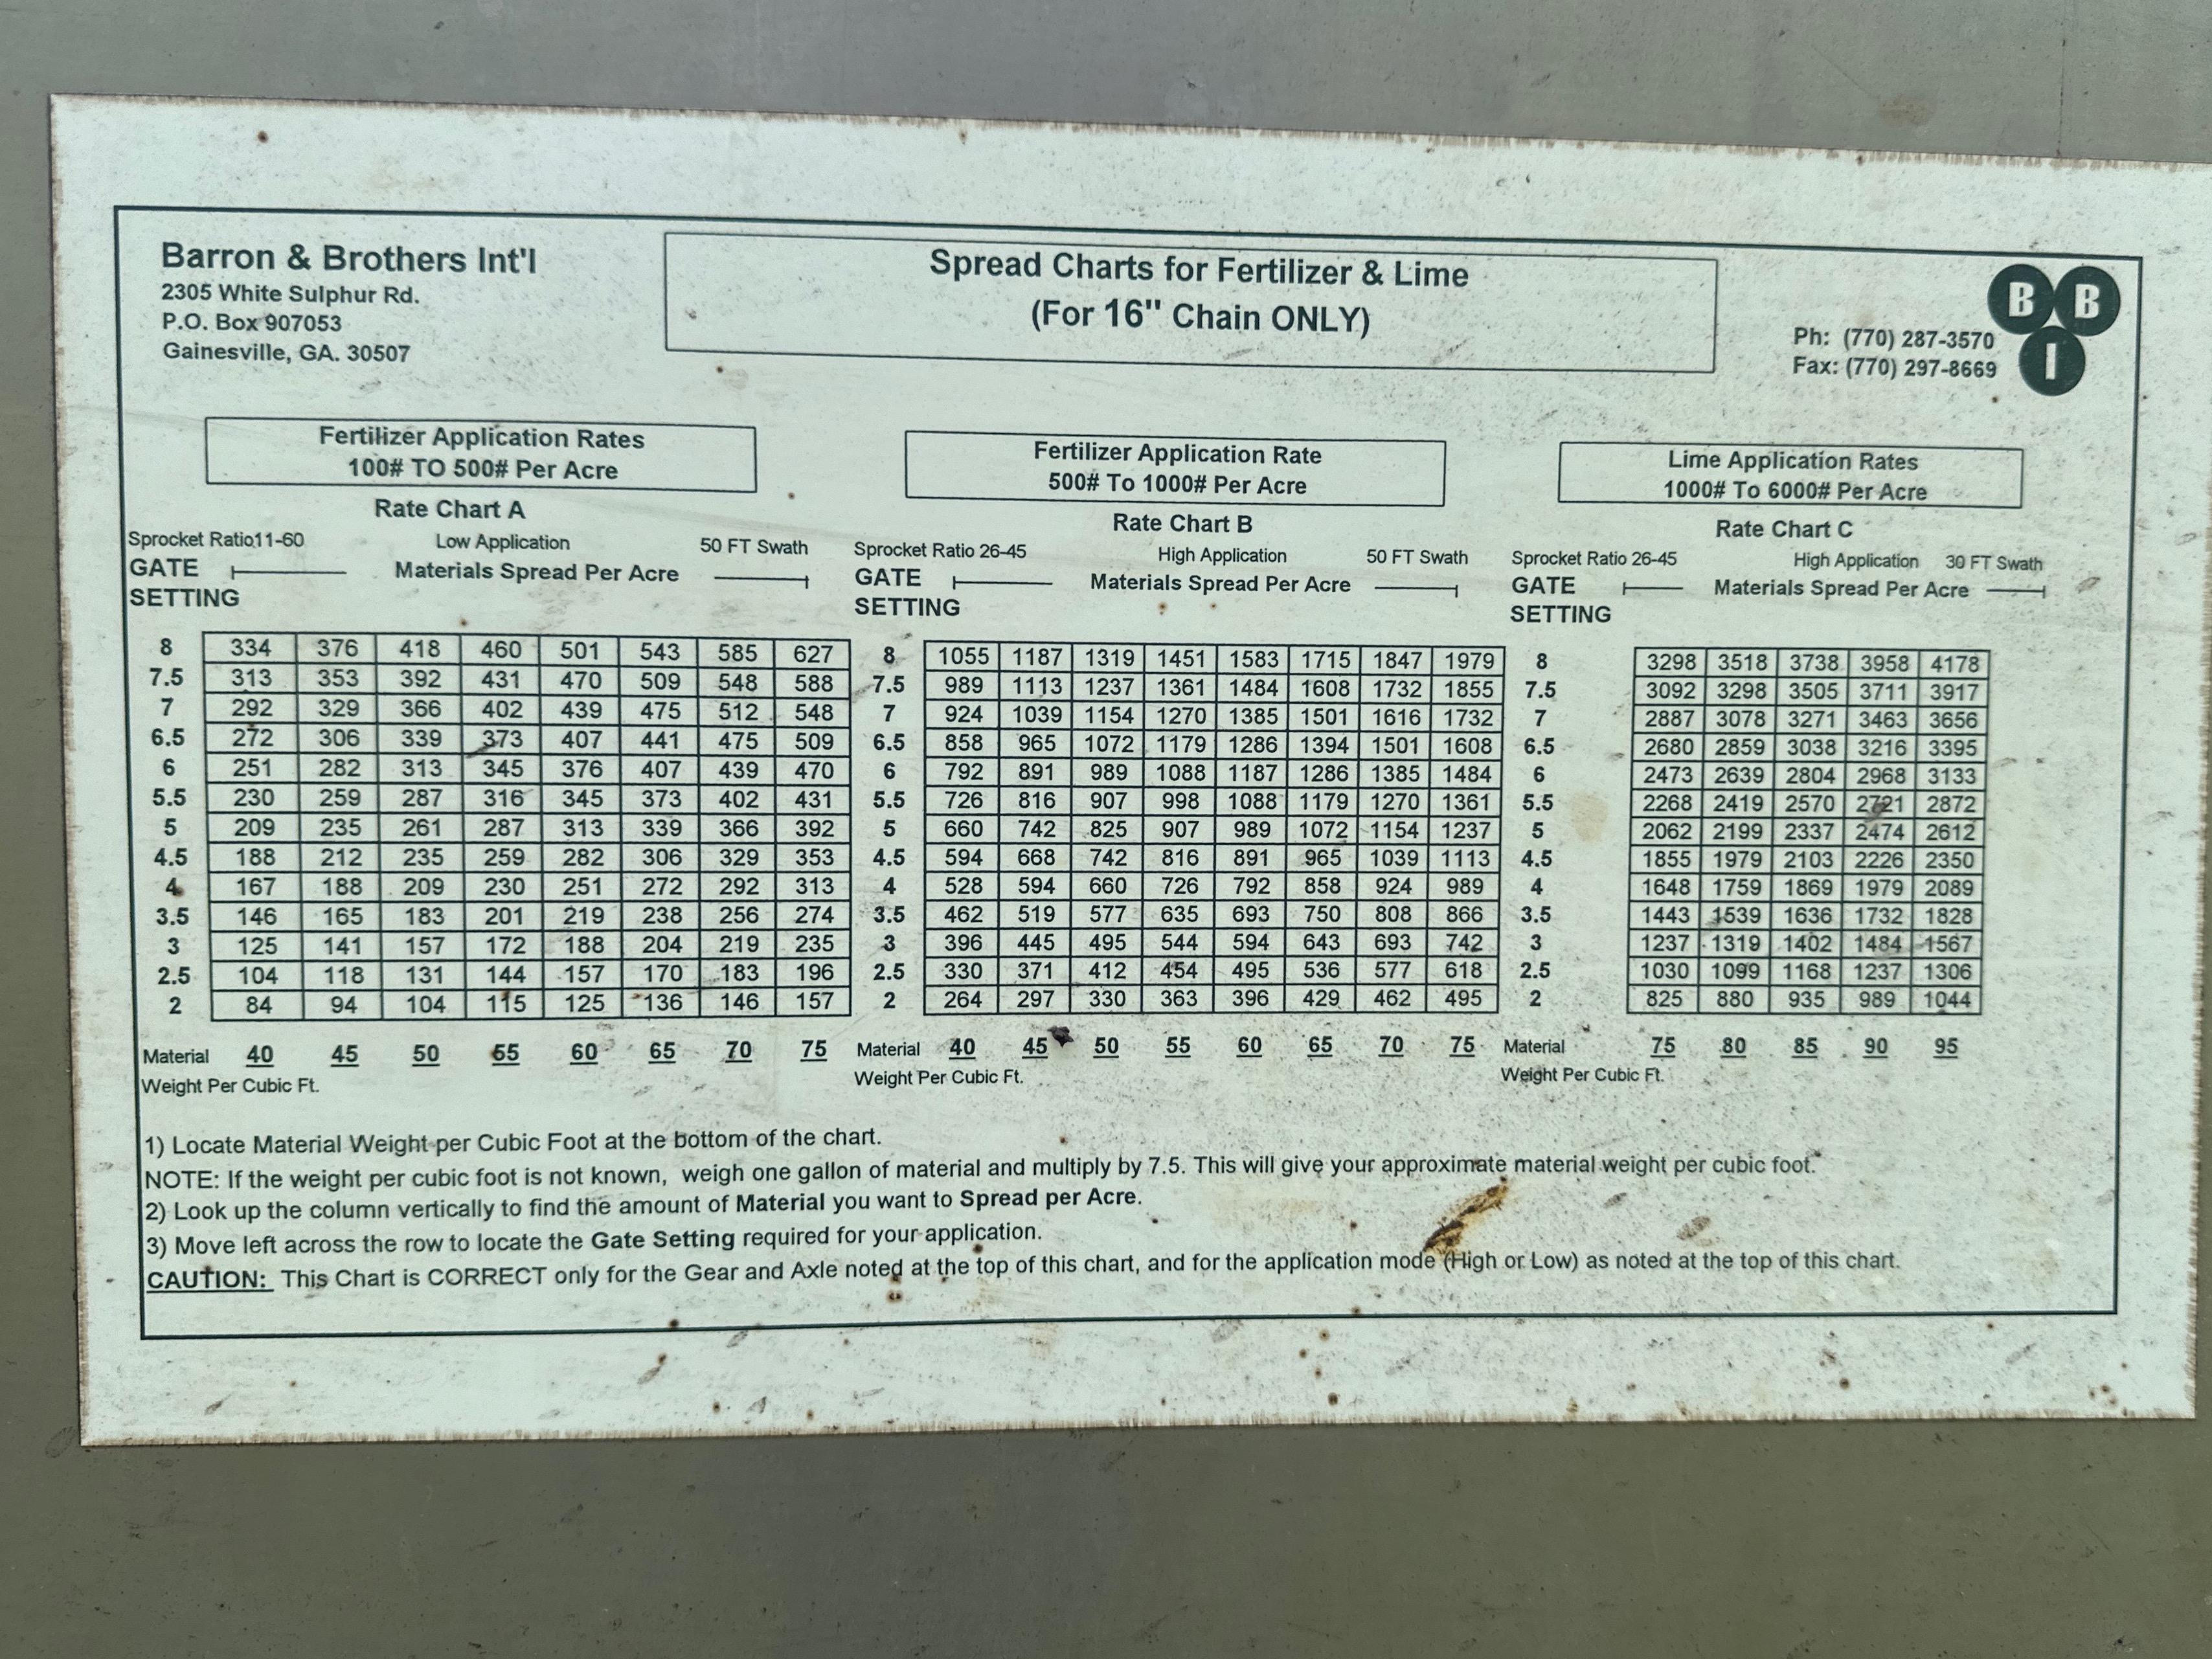 Barron & Brothers Int'l
2305 White Sulphur Rd.
P.O. Box 907053
Gainesville, GA. 30507
Spread Charts for Fertilizer & Lime
(For 16" Chain ONLY)
Ph: (770) 287-3570
Fax: (770) 297-8669
B B
I
Fertilizer Application Rates
100# TO 500# Per Acre
Rate Chart A
Sprocket Ratio11-60 Low Application 50 FT Swath
GATE Materials Spread Per Acre
SETTING
8 334 376 418 460 501 543 585 627
7.5 313 353 392 431 470 509 548 588
7 292 329 366 402 439 475 512 548
6.5 272 306 339 373 407 441 475 509
6 251 282 313 345 376 407 439 470
5.5 230 259 287 316 345 373 402 431
5 209 235 261 287 313 339 366 392
4.5 188 212 235 259 282 306 329 353
4 167 188 209 230 251 272 292 313
3.5 146 165 183 201 219 238 256 274
3 125 141 157 172 188 204 219 235
2.5 104 118 131 144 157 170 183 196
2 84 94 104 115 125 136 146 157
Material 40 45 50 55 60 65 70 75
Weight Per Cubic Ft.
Fertilizer Application Rate
500# To 1000# Per Acre
Rate Chart B
Sprocket Ratio 26-45 High Application 50 FT Swath
GATE Materials Spread Per Acre
SETTING
8 1055 1187 1319 1451 1583 1715 1847 1979
7.5 989 1113 1237 1361 1484 1608 1732 1855
7 924 1039 1154 1270 1385 1501 1616 1732
6.5 858 965 1072 1179 1286 1394 1501 1608
6 792 891 989 1088 1187 1286 1385 1484
5.5 726 816 907 998 1088 1179 1270 1361
5 660 742 825 907 989 1072 1154 1237
4.5 594 668 742 816 891 965 1039 1113
4 528 594 660 726 792 858 924 989
3.5 462 519 577 635 693 750 808 866
3 396 445 495 544 594 643 693 742
2.5 330 371 412 454 495 536 577 618
2 264 297 330 363 396 429 462 495
Material 40 45 50 55 60 65 70 75
Weight Per Cubic Ft.
Lime Application Rates
1000# To 6000# Per Acre
Rate Chart C
Sprocket Ratio 26-45 High Application 30 FT Swath
GATE Materials Spread Per Acre
SETTING
8 3298 3518 3738 3958 4178
7.5 3092 3298 3505 3711 3917
7 2887 3078 3271 3463 3656
6.5 2680 2859 3038 3216 3395
6 2473 2639 2804 2968 3133
5.5 2268 2419 2570 2721 2872
5 2062 2199 2337 2474 2612
4.5 1855 1979 2103 2226 2350
4 1648 1759 1869 1979 2089
3.5 1443 1539 1636 1732 1828
3 1237 1319 1402 1484 1567
2.5 1030 1099 1168 1237 1306
2 825 880 935 989 1044
Material 75 80 85 90 95
Weight Per Cubic Ft.
1) Locate Material Weight per Cubic Foot at the bottom of the chart.
NOTE: If the weight per cubic foot is not known, weigh one gallon of material and multiply by 7.5. This will give your approximate material weight per cubic foot.
2) Look up the column vertically to find the amount of Material you want to Spread per Acre.
3) Move left across the row to locate the Gate Setting required for your application.
CAUTION: This Chart is CORRECT only for the Gear and Axle noted at the top of this chart, and for the application mode (High or Low) as noted at the top of this chart.